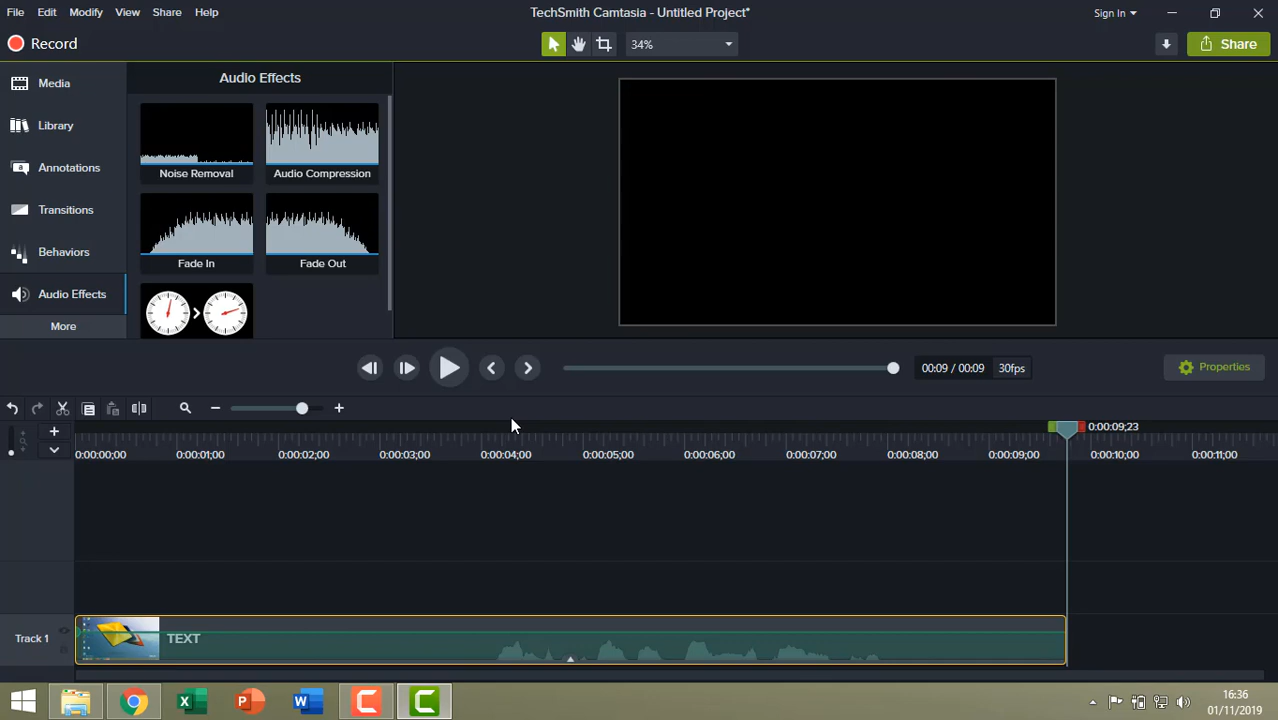 File Edit Modify View Share Help
TechSmith Camtasia - Untitled Project*
Sign In
Record
34%
Share
Media
Library
Annotations
Transitions
Behaviors
Audio Effects
More
Audio Effects
Noise Removal
Audio Compression
Fade In
Fade Out
00:09 / 00:09
30fps
Properties
0:00:09;23
0:00:00;00 0:00:01;00 0:00:02;00 0:00:03;00 0:00:04;00 0:00:05;00 0:00:06;00 0:00:07;00 0:00:08;00 0:00:09;00 0:00:10;00 0:00:11;00
Track 1
TEXT
16:36
01/11/2019